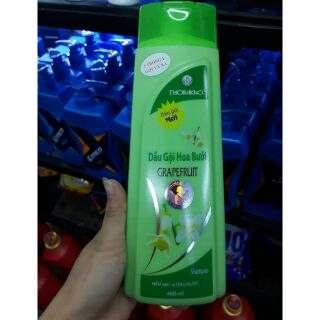 THORAKAO
Dầu gội
Mới
Dầu Gội Hoa Bưởi
GRAPEFRUIT
Shampoo
400 ml